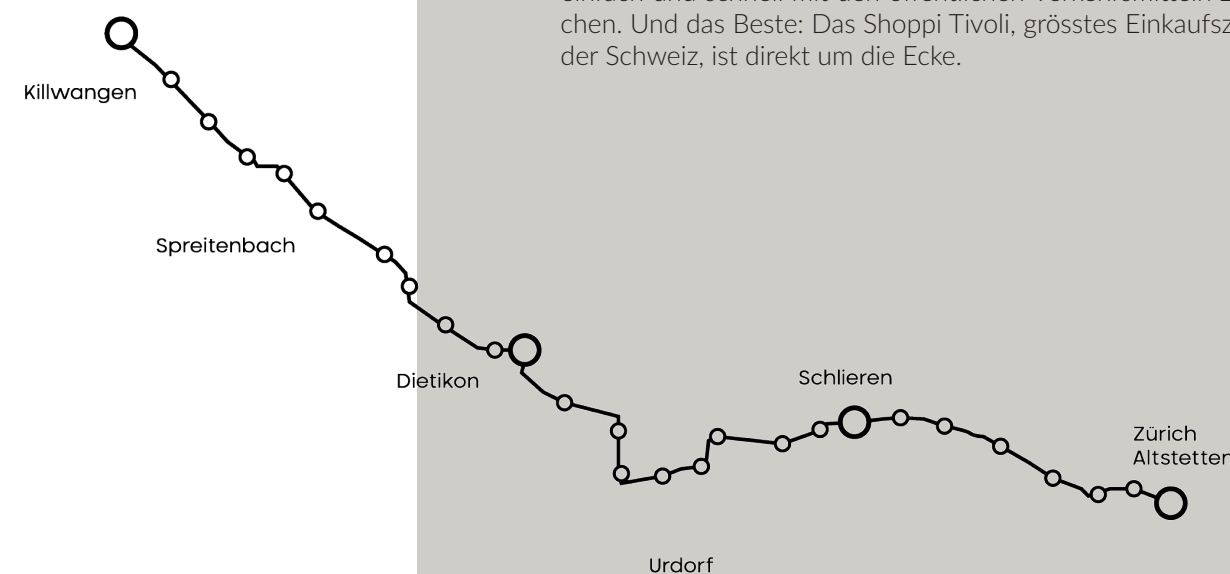 chen. Und das Beste: Das Shoppi Tivoli, grösstes Einkaufsz
der Schweiz, ist direkt um die Ecke.
Killwangen
Spreitenbach
Dietikon
Schlieren
Zürich
Altstetten
Urdorf